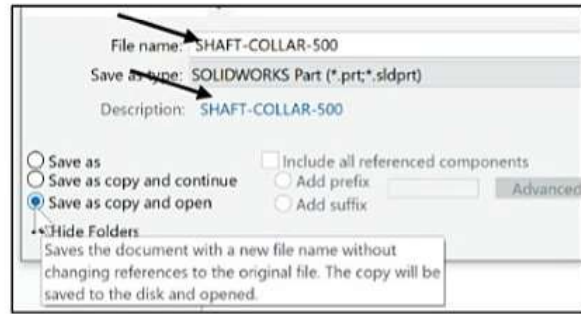 File name: SHAFT-COLLAR-500
Save as type: SOLIDWORKS Part (*.prt;*.sldprt)
Description: SHAFT-COLLAR-500
Save as
Include all referenced components
Save as copy and continue
Add prefix
Advanced
Save as copy and open
Add suffix
Hide Folders
Saves the document with a new file name without
changing references to the original file. The copy will be
saved to the disk and opened.